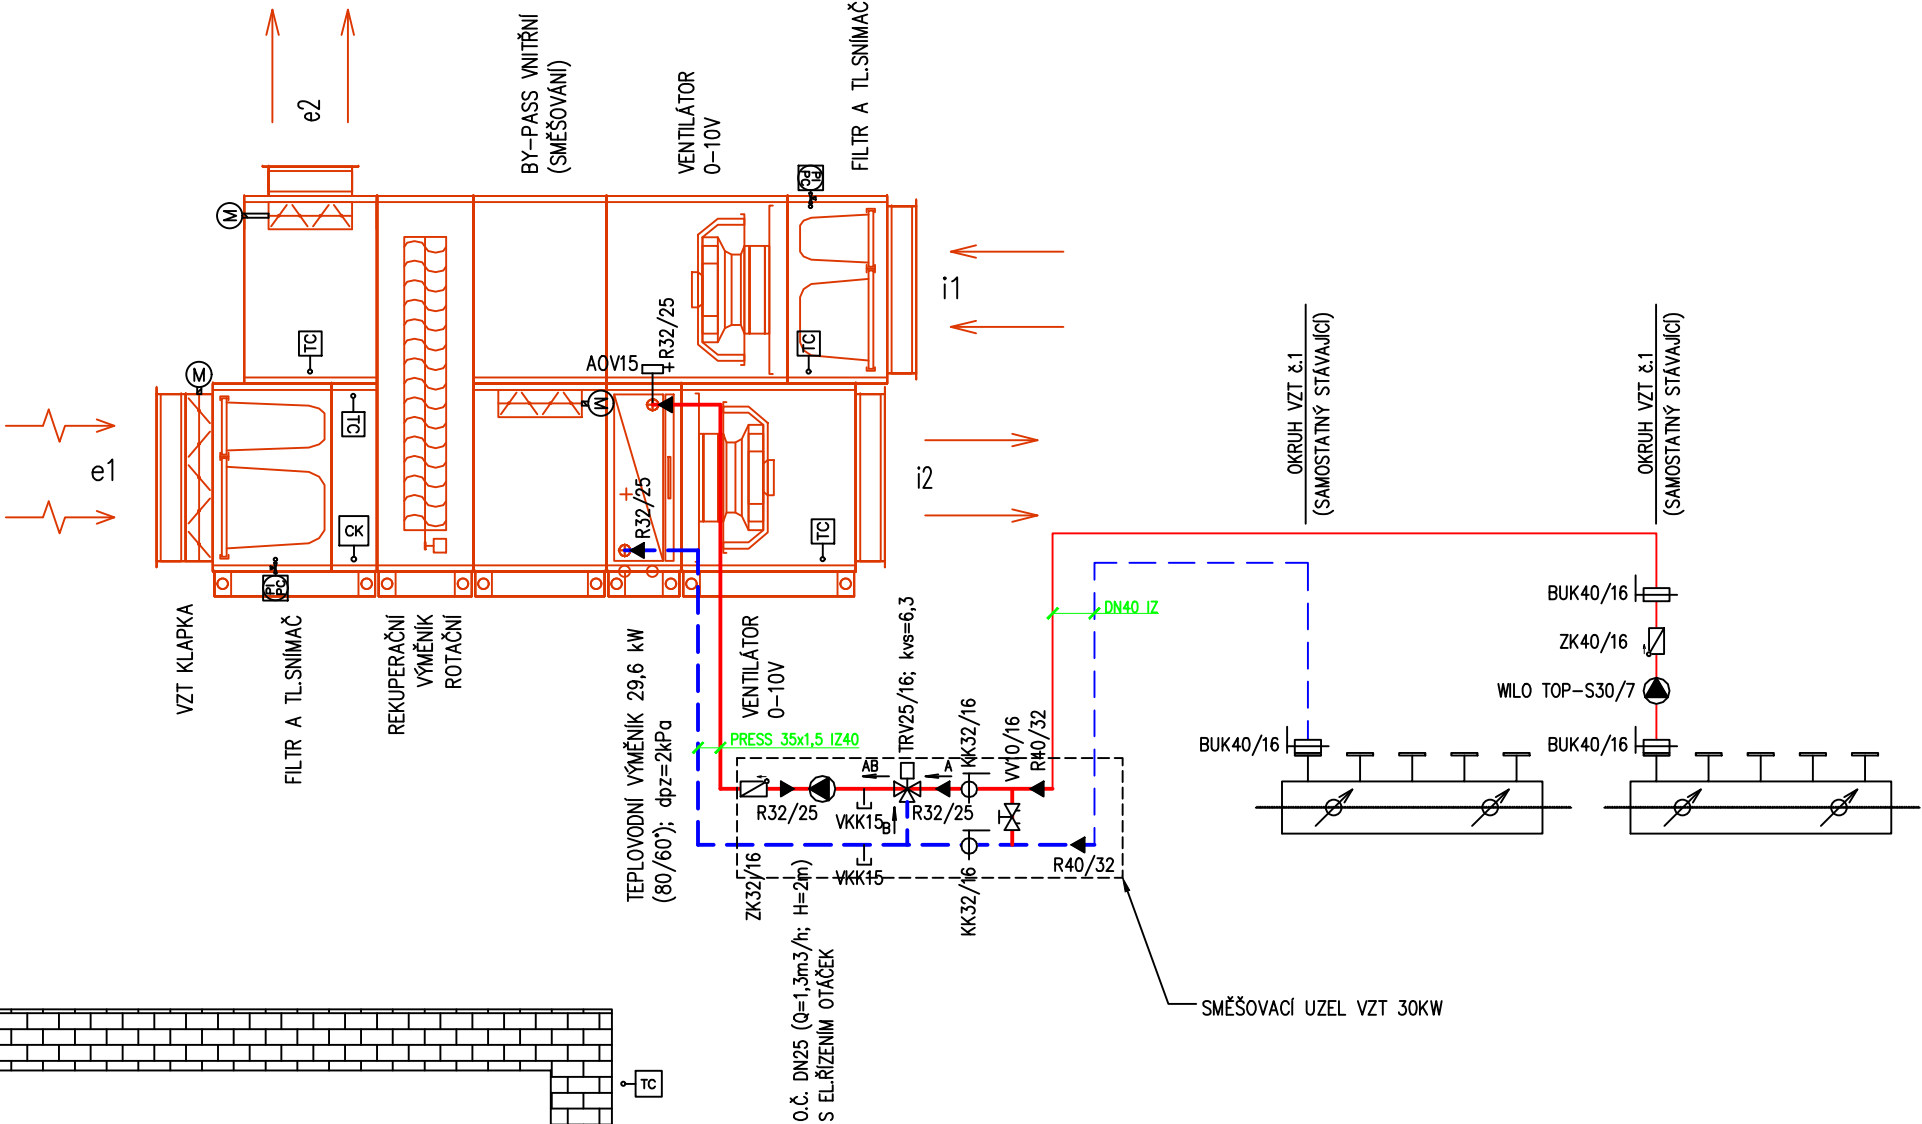 e2
BY-PASS VNITŘNÍ
(SMĚŠOVÁNÍ)
VENTILÁTOR
0-10V
FILTR A TL.SNÍMAČ
M
PI
PC
TC
TC
i1
AOV15
R32/25
M
TC
M
e1
CK
R32/25
TC
i2
PI
PC
VZT KLAPKA
FILTR A TL.SNÍMAČ
REKUPERAČNÍ
VÝMĚNÍK
ROTAČNÍ
TEPLOVODNÍ VÝMĚNÍK 29,6 kW
(80/60°); dpz=2kPa
VENTILÁTOR
0-10V
PRESS 35x1,5 IZ40
TRV25/16; kvs=6,3
KK32/16
VV10/16
R40/32
DN40 IZ
AB
A
B
R32/25
VKK15
R32/25
VKK15
ZK32/16
KK32/16
R40/32
O.Č. DN25 (Q=1,3m3/h; H=2m)
S EL.ŘÍZENÍM OTÁČEK
SMĚŠOVACÍ UZEL VZT 30KW
OKRUH VZT č.1
(SAMOSTATNÝ STÁVAJÍCÍ)
OKRUH VZT č.1
(SAMOSTATNÝ STÁVAJÍCÍ)
BUK40/16
ZK40/16
WILO TOP-S30/7
BUK40/16
BUK40/16
TC